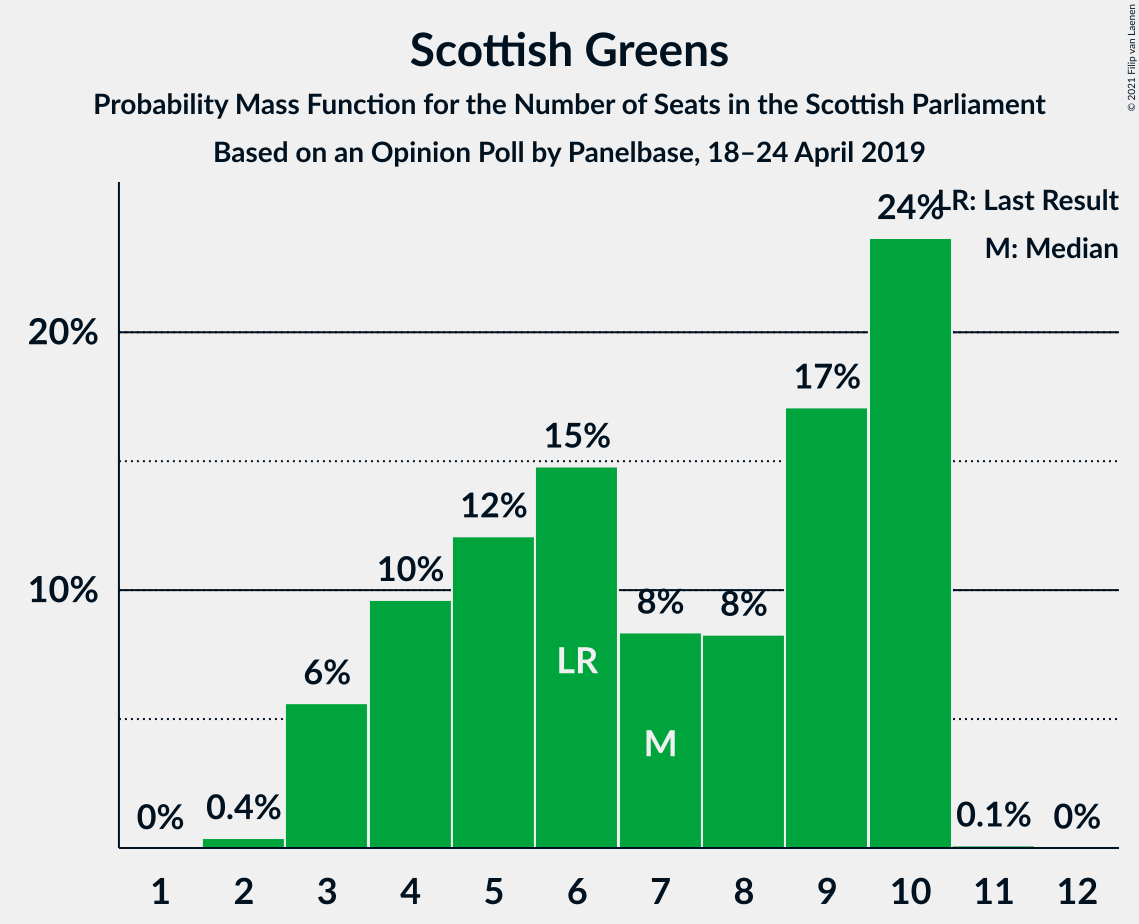 Scottish Greens
Probability Mass Function for the Number of Seats in the Scottish Parliament
Based on an Opinion Poll by Panelbase, 18–24 April 2019
© 2021 Filip van Laenen
LR: Last Result
M: Median
20%
10%
0%
0.4%
6%
10%
12%
15%
8%
8%
17%
24%
0.1%
0%
LR
M
1 2 3 4 5 6 7 8 9 10 11 12